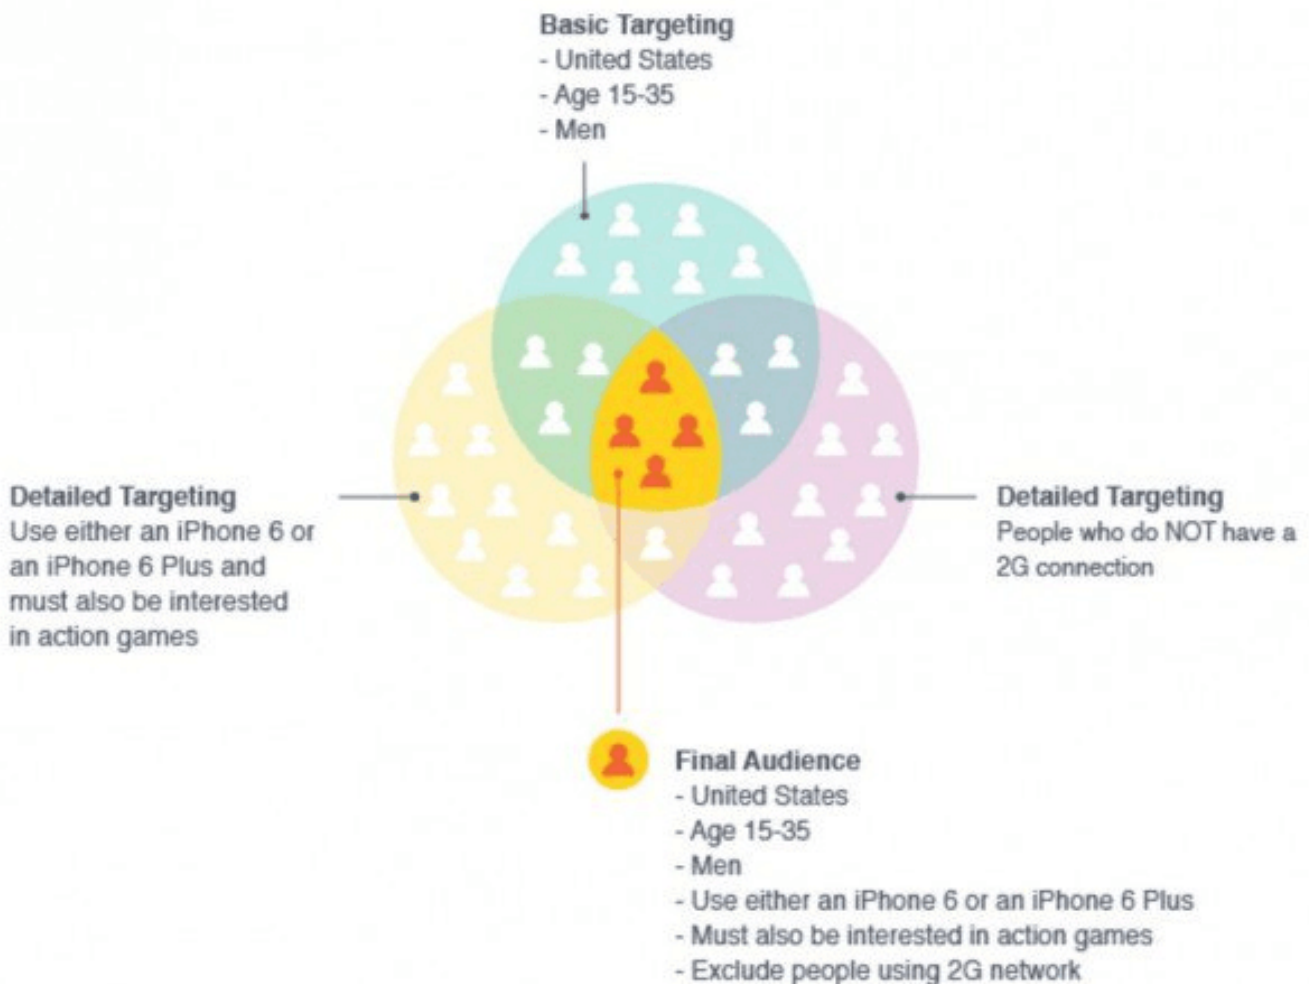 Basic Targeting
- United States
- Age 15-35
- Men
Detailed Targeting
Use either an iPhone 6 or
an iPhone 6 Plus and
must also be interested
in action games
Detailed Targeting
People who do NOT have a
2G connection
Final Audience
- United States
- Age 15-35
- Men
- Use either an iPhone 6 or an iPhone 6 Plus
- Must also be interested in action games
- Exclude people using 2G network